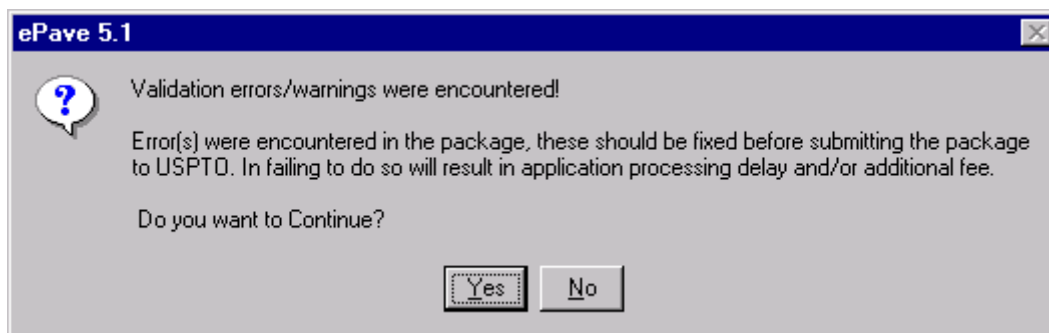 ePave 5.1
Validation errors/warnings were encountered!
Error(s) were encountered in the package, these should be fixed before submitting the package
to USPTO. In failing to do so will result in application processing delay and/or additional fee.
Do you want to Continue?
Yes No